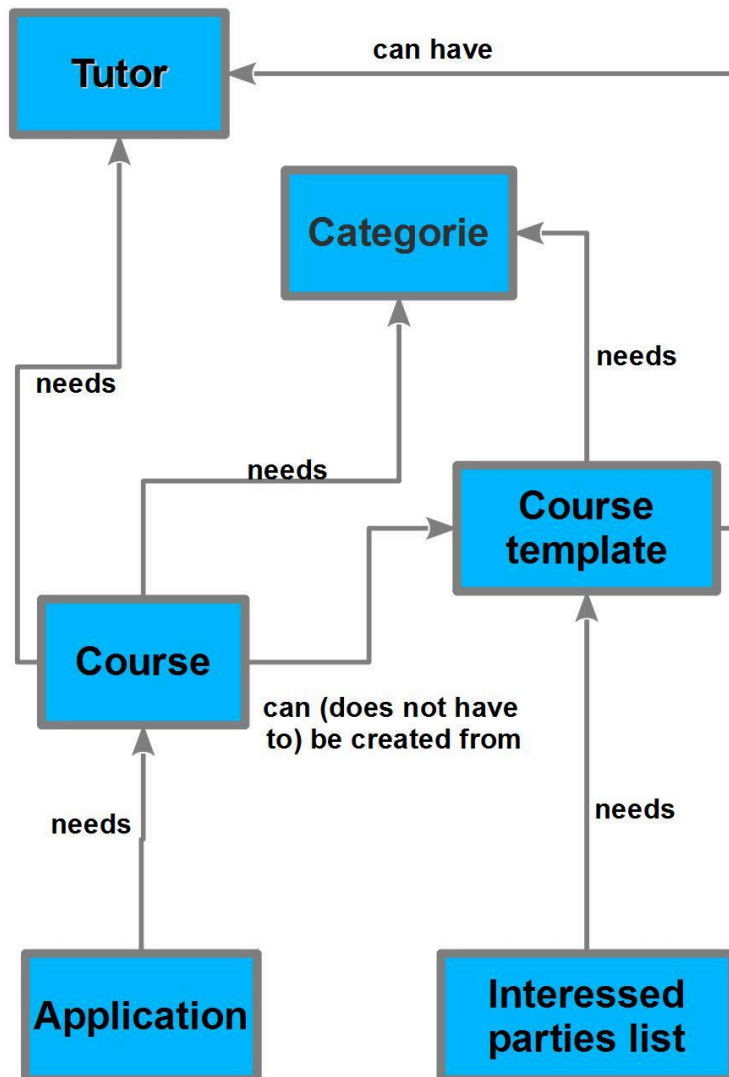 can have
Tutor
Categorie
needs
needs
needs
Course
template
Course
can (does not have
to) be created from
needs
needs
Application
Interessed
parties list